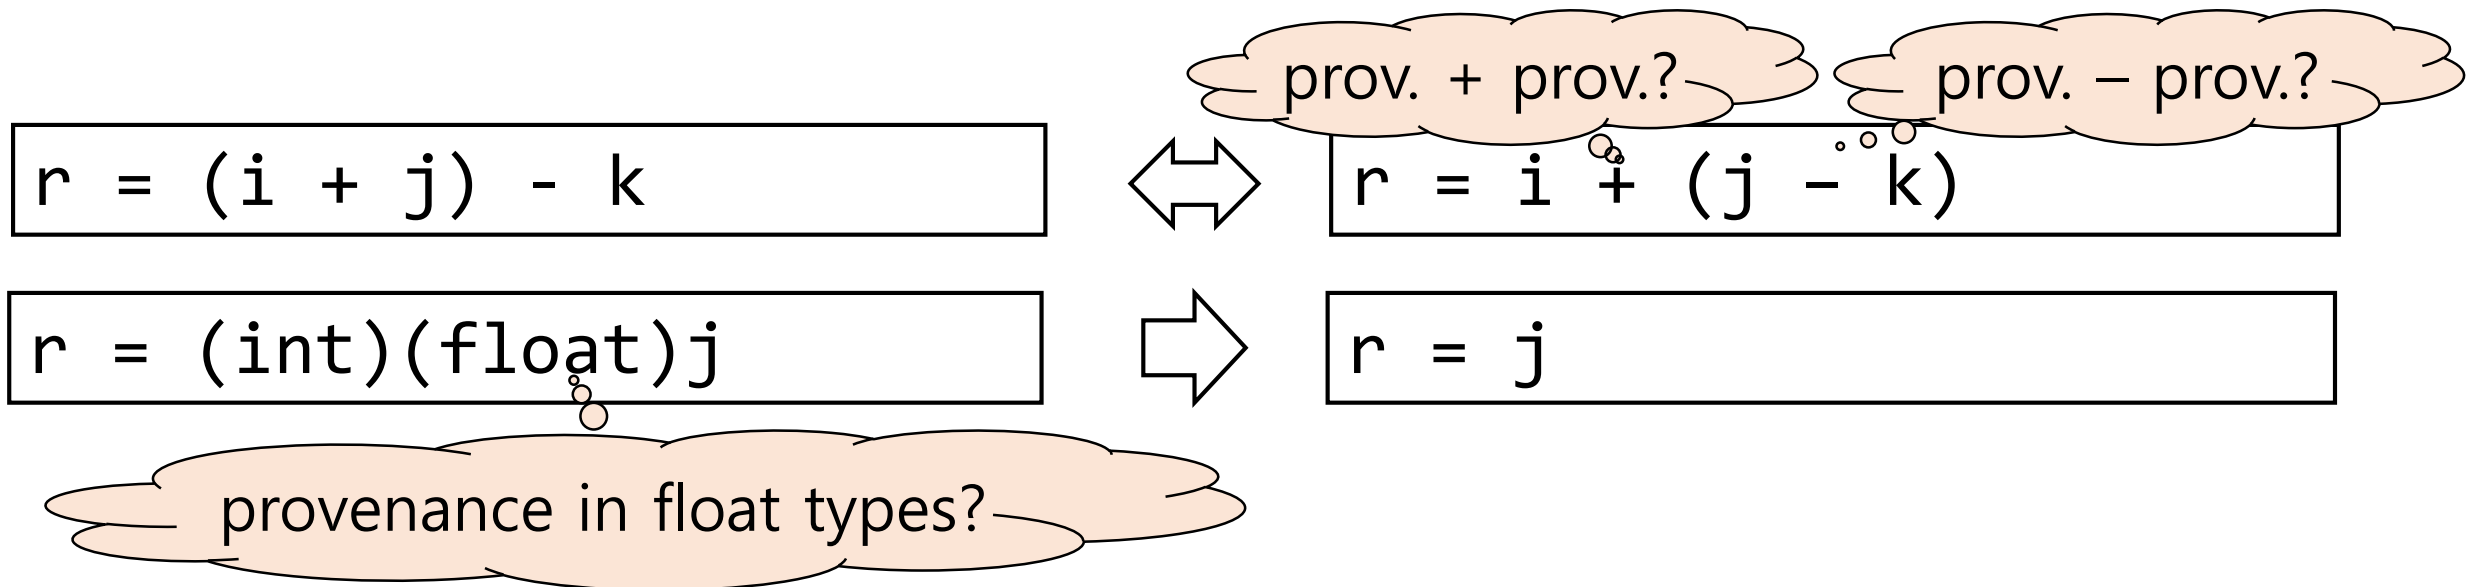 prov. + prov.?
prov. – prov.?
r = (i + j) - k
r = i + (j – k)
r = (int)(float)j
r = j
provenance in float types?